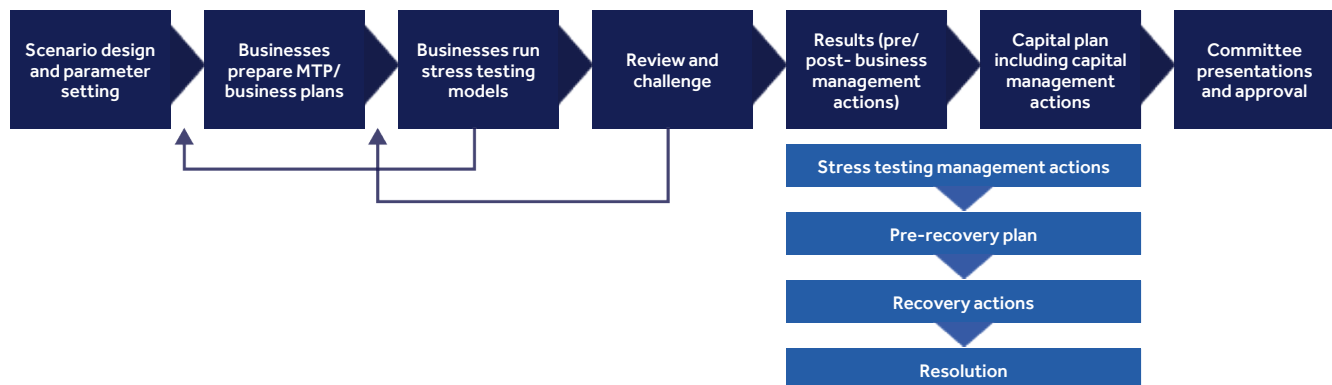 Scenario design
and parameter
setting
Businesses
prepare MTP/
business plans
Businesses run
stress testing
models
Review and
challenge
Results (pre/
post- business
management
actions)
Capital plan
including capital
management
actions
Committee
presentations
and approval
Stress testing management actions
Pre-recovery plan
Recovery actions
Resolution